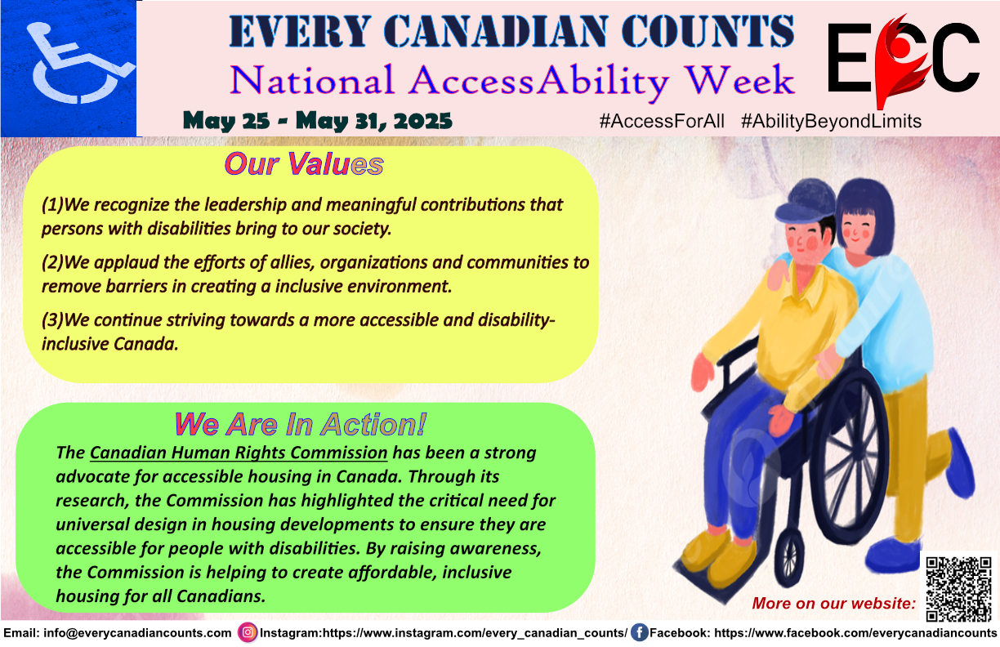 EVERY CANADIAN COUNTS
ECC
National AccessAbility Week
May 25 - May 31, 2025
#AccessForAll #AbilityBeyondLimits
Our Values
(1)We recognize the leadership and meaningful contributions that
persons with disabilities bring to our society.
(2)We applaud the efforts of allies, organizations and communities to
remove barriers in creating a inclusive environment.
(3)We continue striving towards a more accessible and disability-
inclusive Canada.
We Are In Action!
The Canadian Human Rights Commission has been a strong
advocate for accessible housing in Canada. Through its
research, the Commission has highlighted the critical need for
universal design in housing developments to ensure they are
accessible for people with disabilities. By raising awareness,
the Commission is helping to create affordable, inclusive
housing for all Canadians.
More on our website:
Email: info@everycanadiancounts.com Instagram:https://www.instagram.com/every_canadian_counts/ Facebook: https://www.facebook.com/everycanadiancounts